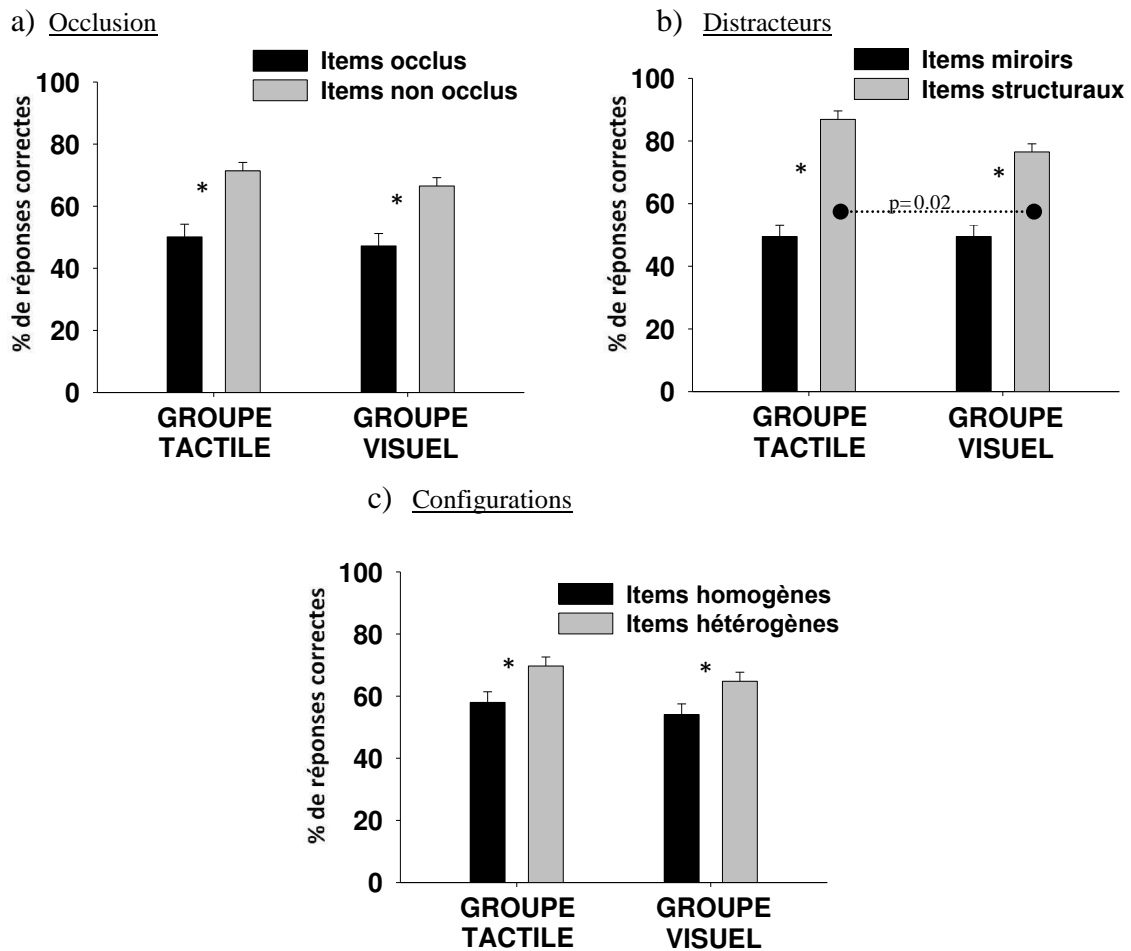 a) Occlusion
Items occlus
Items non occlus
% de réponses correctes
100
80
60
40
20
0
*
*
GROUPE TACTILE
GROUPE VISUEL
b) Distracteurs
Items miroirs
Items structuraux
% de réponses correctes
100
80
60
40
20
0
*
*
p=0.02
GROUPE TACTILE
GROUPE VISUEL
c) Configurations
Items homogènes
Items hétérogènes
% de réponses correctes
100
80
60
40
20
0
*
*
GROUPE TACTILE
GROUPE VISUEL